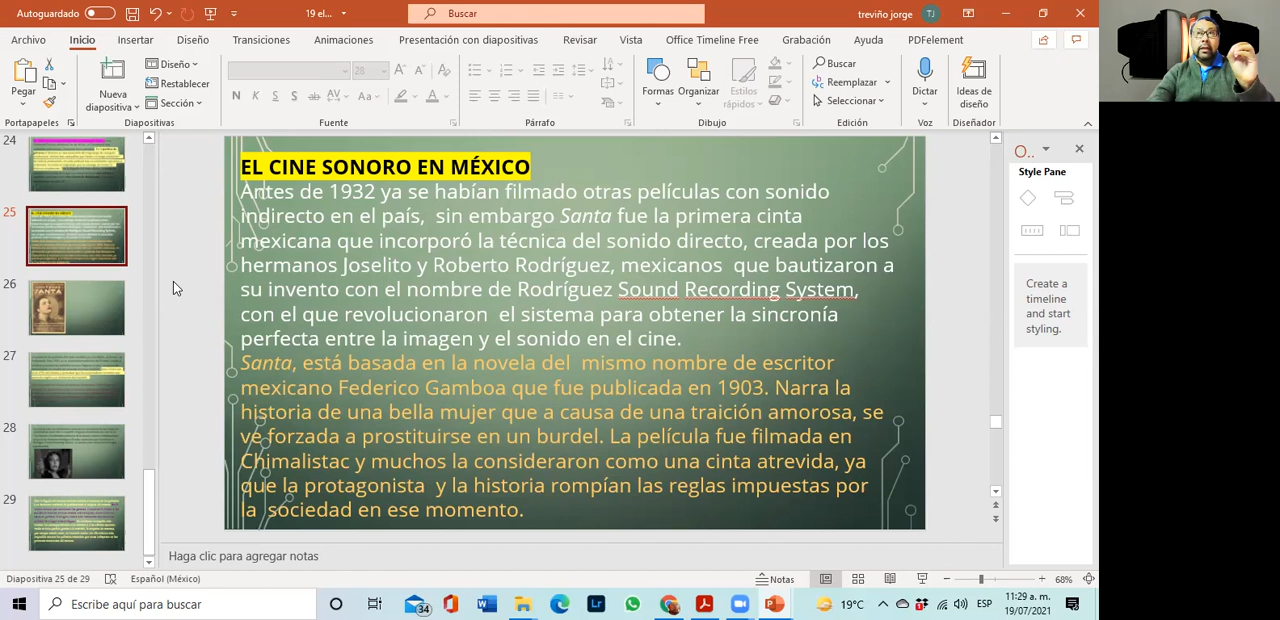 Autoguardado
19 el...
Buscar
treviño jorge
TJ
Archivo
Inicio
Insertar
Diseño
Transiciones
Animaciones
Presentación con diapositivas
Revisar
Vista
Office Timeline Free
Grabación
Ayuda
PDFelement
Pegar
Nueva diapositiva
Diseño
Restablecer
Sección
28
N K S S ab AV Aa A
Formas
Organizar
Estilos rápidos
Buscar
Reemplazar
Seleccionar
Dictar
Ideas de diseño
Portapapeles
Diapositivas
Fuente
Párrafo
Dibujo
Edición
Voz
Diseñador
24
25
26
27
28
29
EL CINE SONORO EN MÉXICO
Antes de 1932 ya se habían filmado otras películas con sonido
indirecto en el país, sin embargo Santa fue la primera cinta
mexicana que incorporó la técnica del sonido directo, creada por los
hermanos Joselito y Roberto Rodríguez, mexicanos que bautizaron a
su invento con el nombre de Rodríguez Sound Recording System,
con el que revolucionaron el sistema para obtener la sincronía
perfecta entre la imagen y el sonido en el cine.
Santa, está basada en la novela del mismo nombre de escritor
mexicano Federico Gamboa que fue publicada en 1903. Narra la
historia de una bella mujer que a causa de una traición amorosa, se
ve forzada a prostituirse en un burdel. La película fue filmada en
Chimalistac y muchos la consideraron como una cinta atrevida, ya
que la protagonista y la historia rompían las reglas impuestas por
la sociedad en ese momento.
O...
Style Pane
Create a
timeline and
start
styling.
Haga clic para agregar notas
Diapositiva 25 de 29
Español (México)
Notas
68%
Escribe aquí para buscar
34
19°C
ESP
11:29 a. m.
19/07/2021